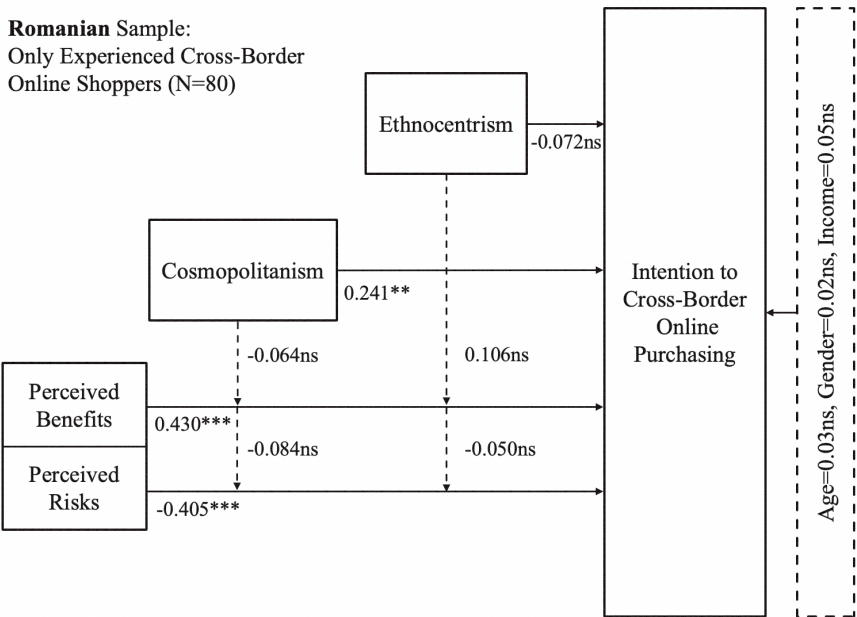 Romanian Sample:
Only Experienced Cross-Border
Online Shoppers (N=80)
Ethnocentrism
-0.072ns
Cosmopolitanism
0.241**
Intention to
Cross-Border
Online
Purchasing
-0.064ns
0.106ns
Perceived
Benefits
0.430***
-0.084ns
-0.050ns
Perceived
Risks
-0.405***
Age=0.03ns, Gender=0.02ns, Income=0.05ns